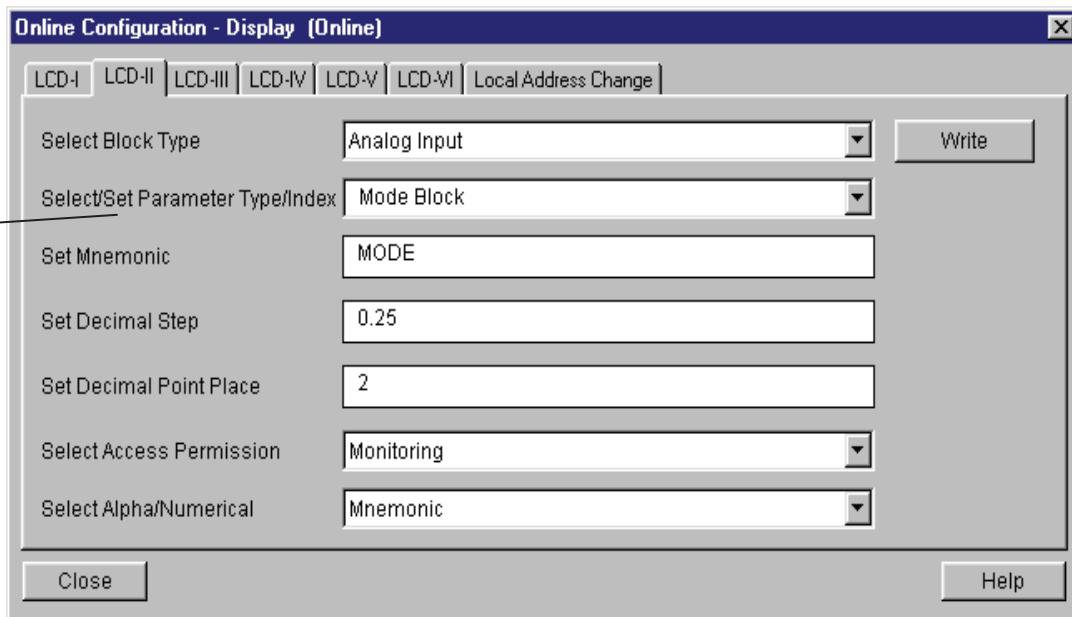 Online Configuration - Display (Online)
LCD-I LCD-II LCD-III LCD-IV LCD-V LCD-VI Local Address Change
Select Block Type Analog Input Write
Select/Set Parameter Type/Index Mode Block
Set Mnemonic MODE
Set Decimal Step 0.25
Set Decimal Point Place 2
Select Access Permission Monitoring
Select Alpha/Numerical Mnemonic
Close Help